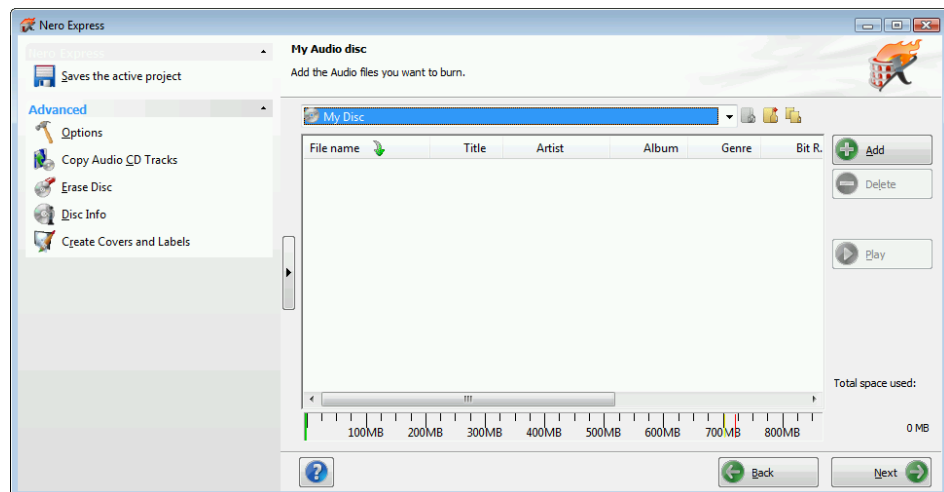 Nero Express
Nero Express
Saves the active project
Advanced
Options
Copy Audio CD Tracks
Erase Disc
Disc Info
Create Covers and Labels
My Audio disc
Add the Audio files you want to burn.
My Disc
File name Title Artist Album Genre Bit R.
Add
Delete
Play
Total space used:
0 MB
100MB 200MB 300MB 400MB 500MB 600MB 700MB 800MB
Back
Next